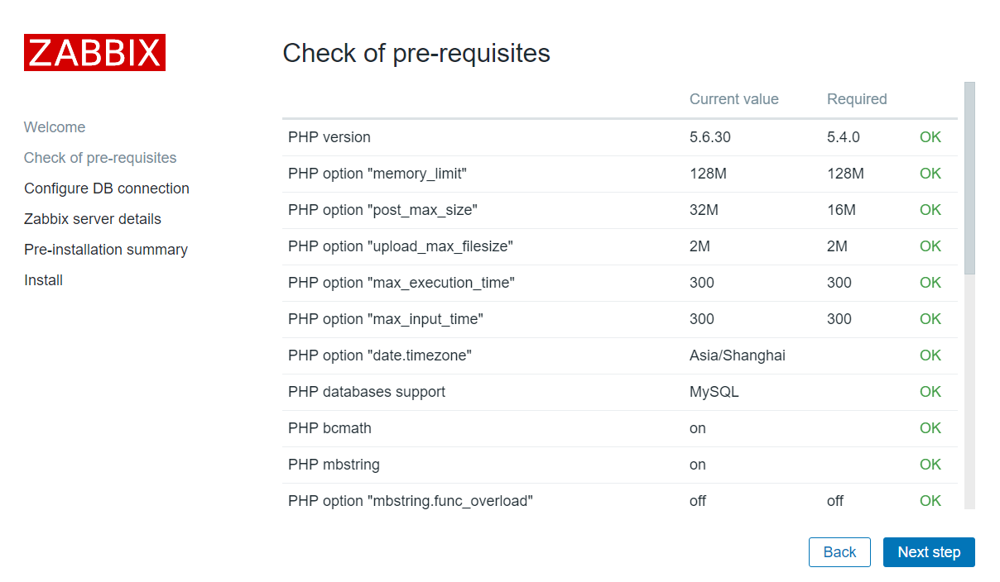 ZABBIX
Welcome
Check of pre-requisites
Configure DB connection
Zabbix server details
Pre-installation summary
Install
Check of pre-requisites
Current value Required
PHP version 5.6.30 5.4.0 OK
PHP option "memory_limit" 128M 128M OK
PHP option "post_max_size" 32M 16M OK
PHP option "upload_max_filesize" 2M 2M OK
PHP option "max_execution_time" 300 300 OK
PHP option "max_input_time" 300 300 OK
PHP option "date.timezone" Asia/Shanghai OK
PHP databases support MySQL OK
PHP bcmath on OK
PHP mbstring on OK
PHP option "mbstring.func_overload" off off OK
Back Next step